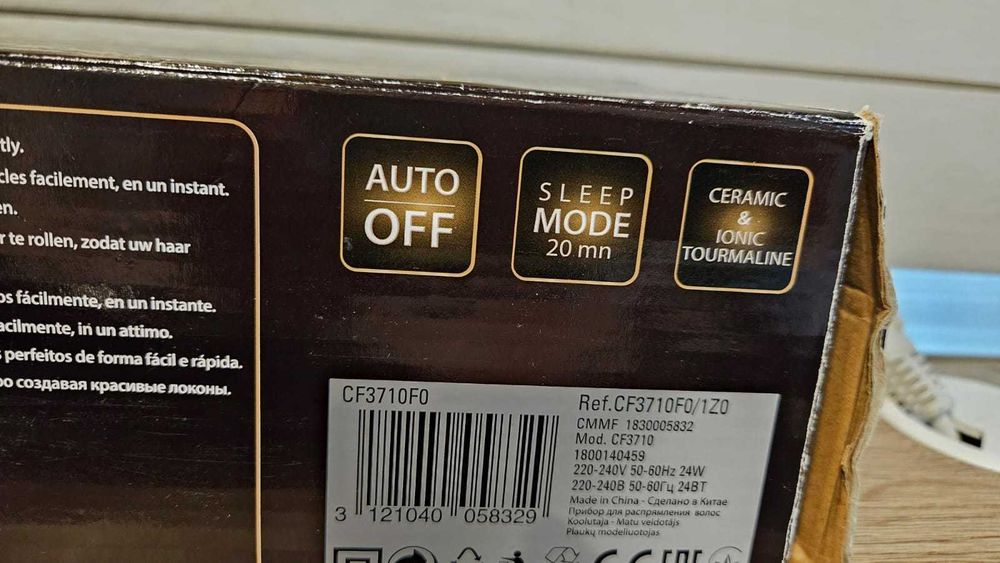 tly.
cles facilement, en un instant.
en.
r te rollen, zodat uw haar
os fácilmente, en un instante.
acilmente, in un attimo.
s perfeitos de forma fácil e rápida.
ро создавая красивые локоны.
AUTO
OFF
SLEEP
MODE
20 mn
CERAMIC
&
IONIC
TOURMALINE
CF3710F0
3 121040 058329
Ref.CF3710F0/1Z0
CMMF 1830005832
Mod. CF3710
1800140459
220-240V 50-60Hz 24W
220-240В 50-60Гц 24ВТ
Made in China - Сделано в Китае
Прибор для распрямления волос
Koolutaja - Matu veidotājs
Plaukų modeliuotojas
CE EAC